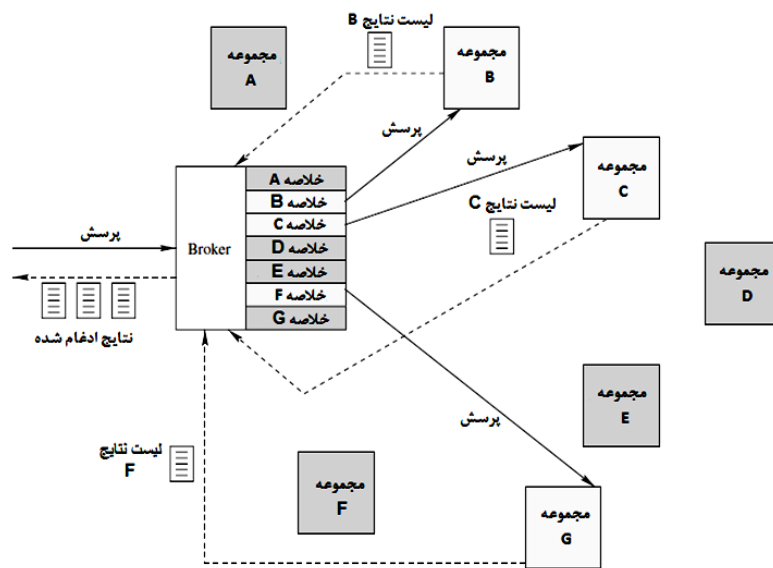 لیست نتایج B
مجموعه
A
مجموعه
B
پرسش
پرسش
مجموعه
C
خلاصه A
خلاصه B
خلاصه C
خلاصه D
خلاصه E
خلاصه F
خلاصه G
Broker
پرسش
لیست نتایج C
مجموعه
D
نتایج ادغام شده
مجموعه
E
پرسش
لیست نتایج
F
مجموعه
F
مجموعه
G